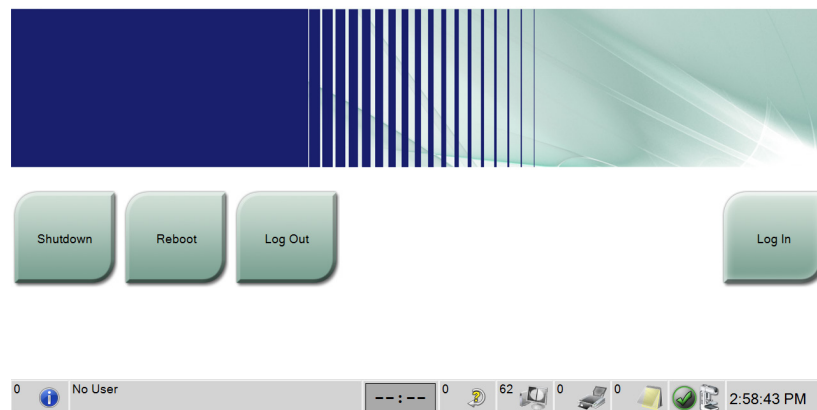 Shutdown
Reboot
Log Out
Log In
0
No User
--:--
0
62
0
0
2:58:43 PM